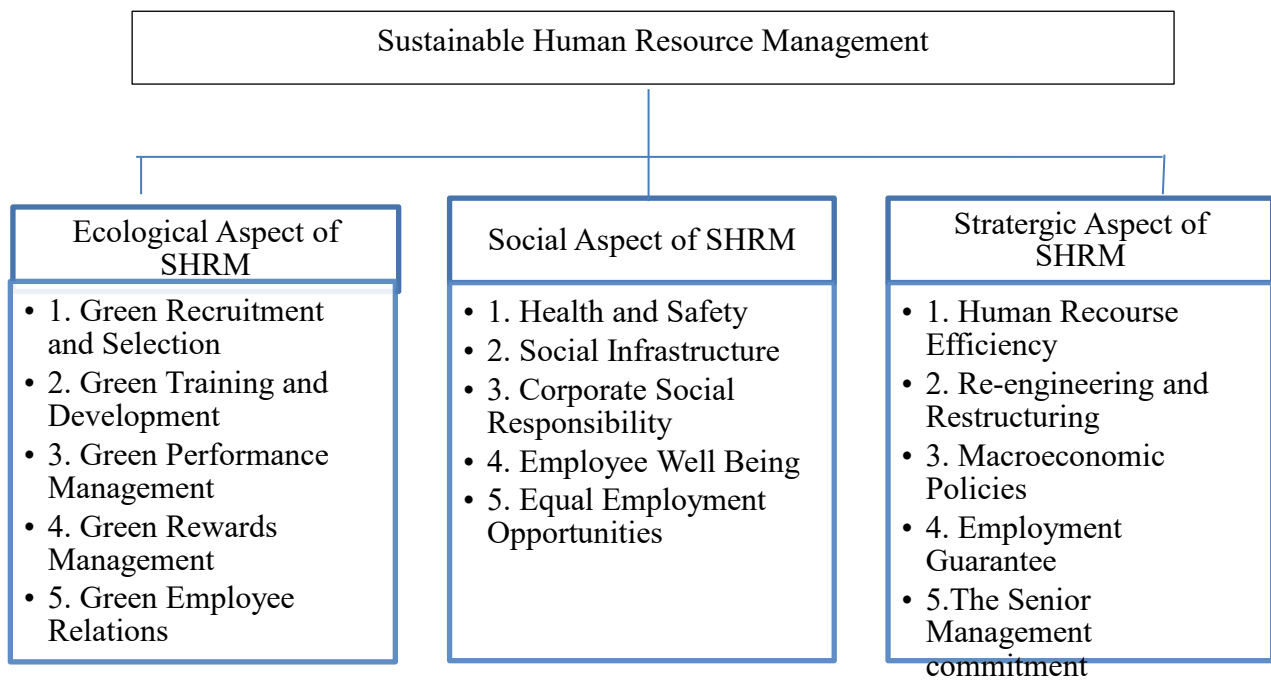 Sustainable Human Resource Management
Ecological Aspect of
SHRM
• 1. Green Recruitment
and Selection
• 2. Green Training and
Development
• 3. Green Performance
Management
• 4. Green Rewards
Management
• 5. Green Employee
Relations
Social Aspect of SHRM
• 1. Health and Safety
• 2. Social Infrastructure
• 3. Corporate Social
Responsibility
• 4. Employee Well Being
• 5. Equal Employment
Opportunities
Stratergic Aspect of
SHRM
• 1. Human Recourse
Efficiency
• 2. Re-engineering and
Restructuring
• 3. Macroeconomic
Policies
• 4. Employment
Guarantee
• 5.The Senior
Management
commitment